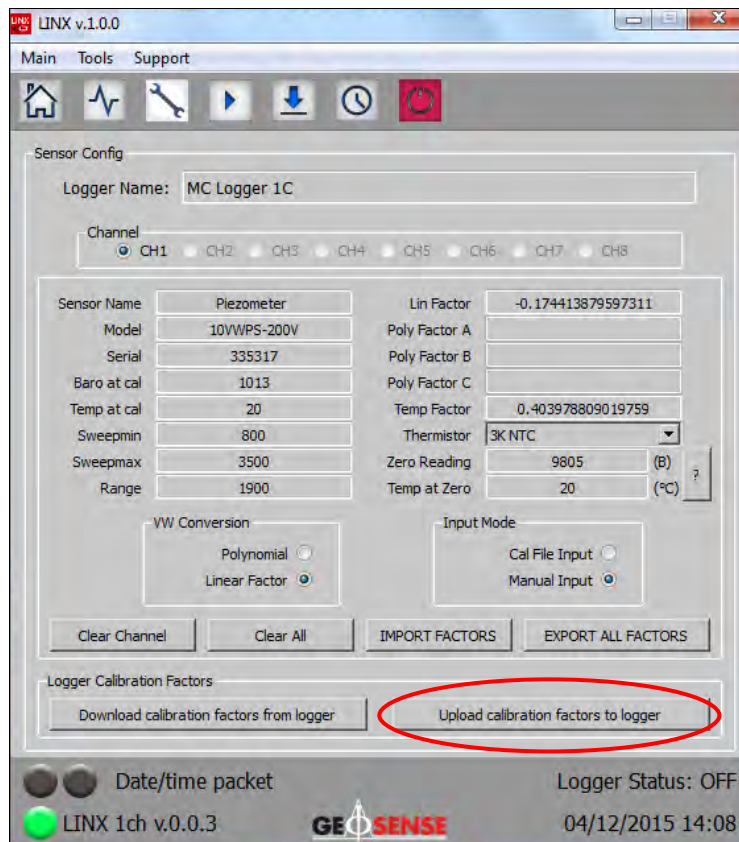 LINX v.1.0.0
Main Tools Support
Sensor Config
Logger Name: MC Logger 1C
Channel
CH1 CH2 CH3 CH4 CH5 CH6 CH7 CH8
Sensor Name Piezometer Lin Factor -0.174413879597311
Model 10VWPS-200V Poly Factor A
Serial 335317 Poly Factor B
Baro at cal 1013 Poly Factor C
Temp at cal 20 Temp Factor 0.403978809019759
Sweepmin 800 Thermistor 3K NTC
Sweepmax 3500 Zero Reading 9805 (B) ?
Range 1900 Temp at Zero 20 (°C)
VW Conversion Input Mode
Polynomial Cal File Input
Linear Factor Manual Input
Clear Channel Clear All IMPORT FACTORS EXPORT ALL FACTORS
Logger Calibration Factors
Download calibration factors from logger Upload calibration factors to logger
Date/time packet Logger Status: OFF
LINX 1ch v.0.0.3 GEOSENSE 04/12/2015 14:08